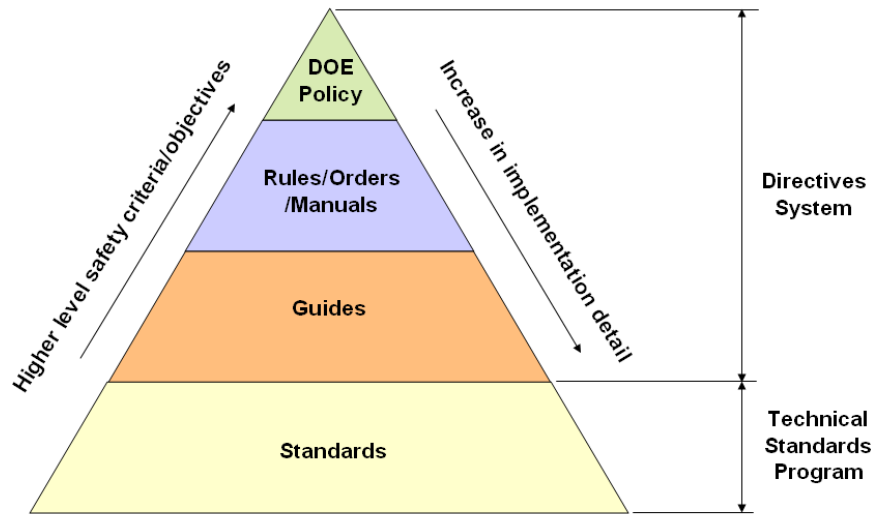 DOE
Policy
Rules/Orders
/Manuals
Guides
Standards
Higher level safety criteria/objectives
Increase in implementation detail
Directives
System
Technical
Standards
Program